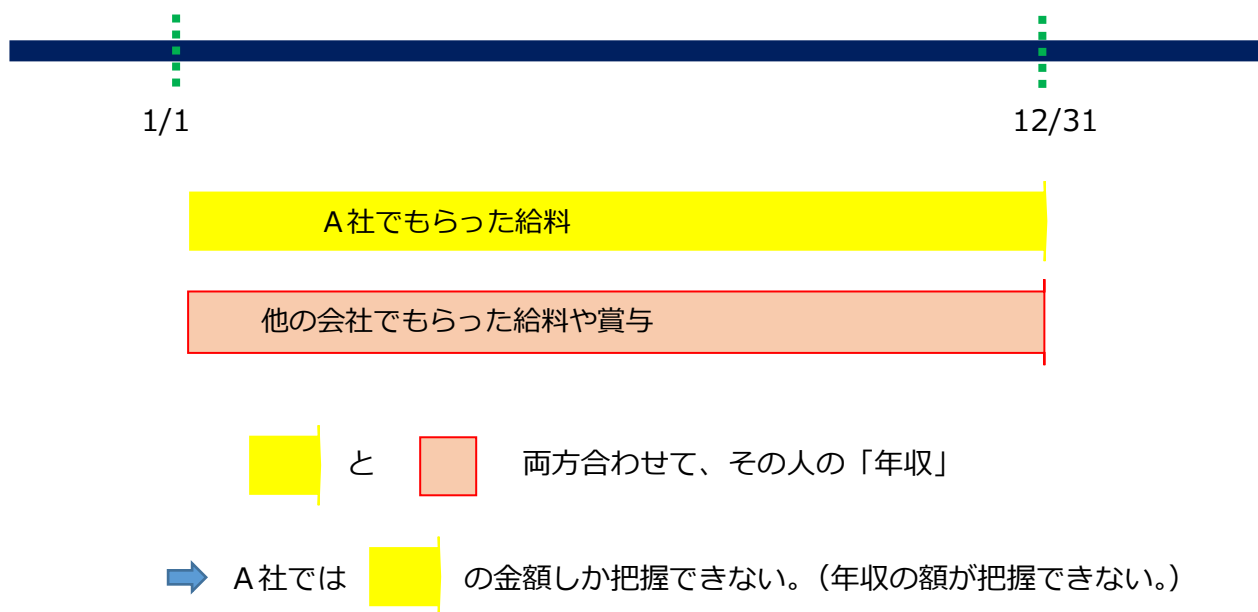 1/1
12/31
A社でもらった給料
他の会社でもらった給料や賞与
と 両方合わせて、その人の「年収」
A社では の金額しか把握できない。（年収の額が把握できない。）